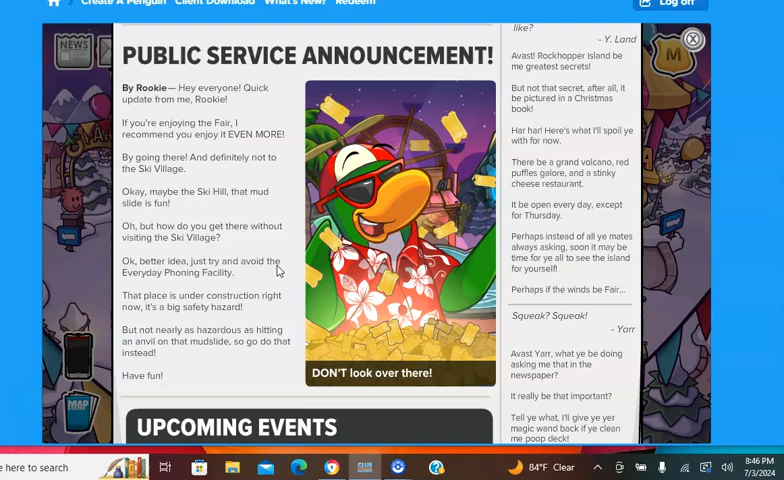 Create A Penguin Client Download What's New? Redeem Log off
NEWS
M
PUBLIC SERVICE ANNOUNCEMENT!
By Rookie— Hey everyone! Quick
update from me, Rookie!
If you're enjoying the Fair, I
recommend you enjoy it EVEN MORE!
By going there! And definitely not to
the Ski Village.
Okay, maybe the Ski Hill, that mud
slide is fun!
Oh, but how do you get there without
visiting the Ski Village?
Ok, better idea, just try and avoid the
Everyday Phoning Facility.
That place is under construction right
now, it's a big safety hazard!
But not nearly as hazardous as hitting
an anvil on that mudslide, so go do that
instead!
Have fun!
DON'T look over there!
UPCOMING EVENTS
like?
- Y. Land
Avast! Rockhopper Island be
me greatest secrets!
But not that secret, after all, it
be pictured in a Christmas
book!
Har har! Here's what I'll spoil ye
with for now.
There be a grand volcano, red
puffles galore, and a stinky
cheese restaurant.
It be open every day, except
for Thursday.
Perhaps instead of all ye mates
always asking, soon it may be
time for ye all to see the island
for yourself!
Perhaps if the winds be Fair...
Squeak? Squeak!
- Yarr
Avast Yarr, what ye be doing
asking me that in the
newspaper?
It really be that important?
Tell ye what, I'll give ye yer
magic wand back if ye clean
me poop deck!
MAP
e here to search
CLUB
84°F Clear
8:46 PM
7/3/2024